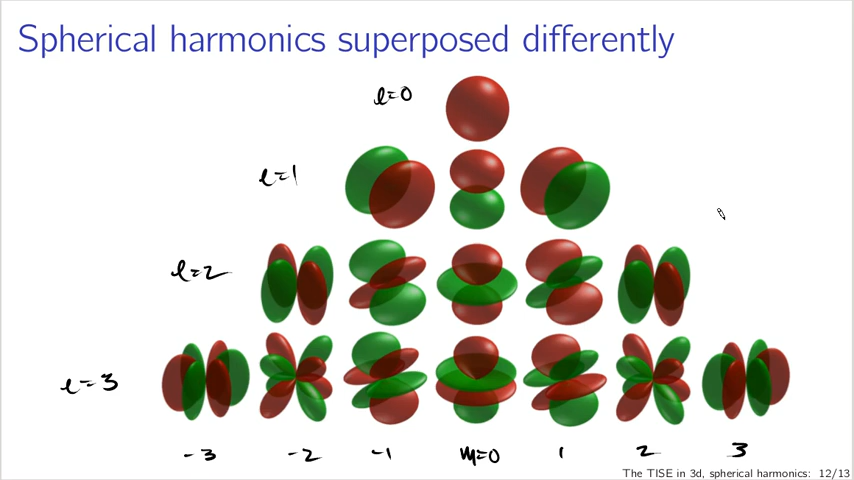 Spherical harmonics superposed differently
l=0
l=1
l=2
l=3
-3 -2 -1 m=0 1 2 3
The TISE in 3d, spherical harmonics: 12/13